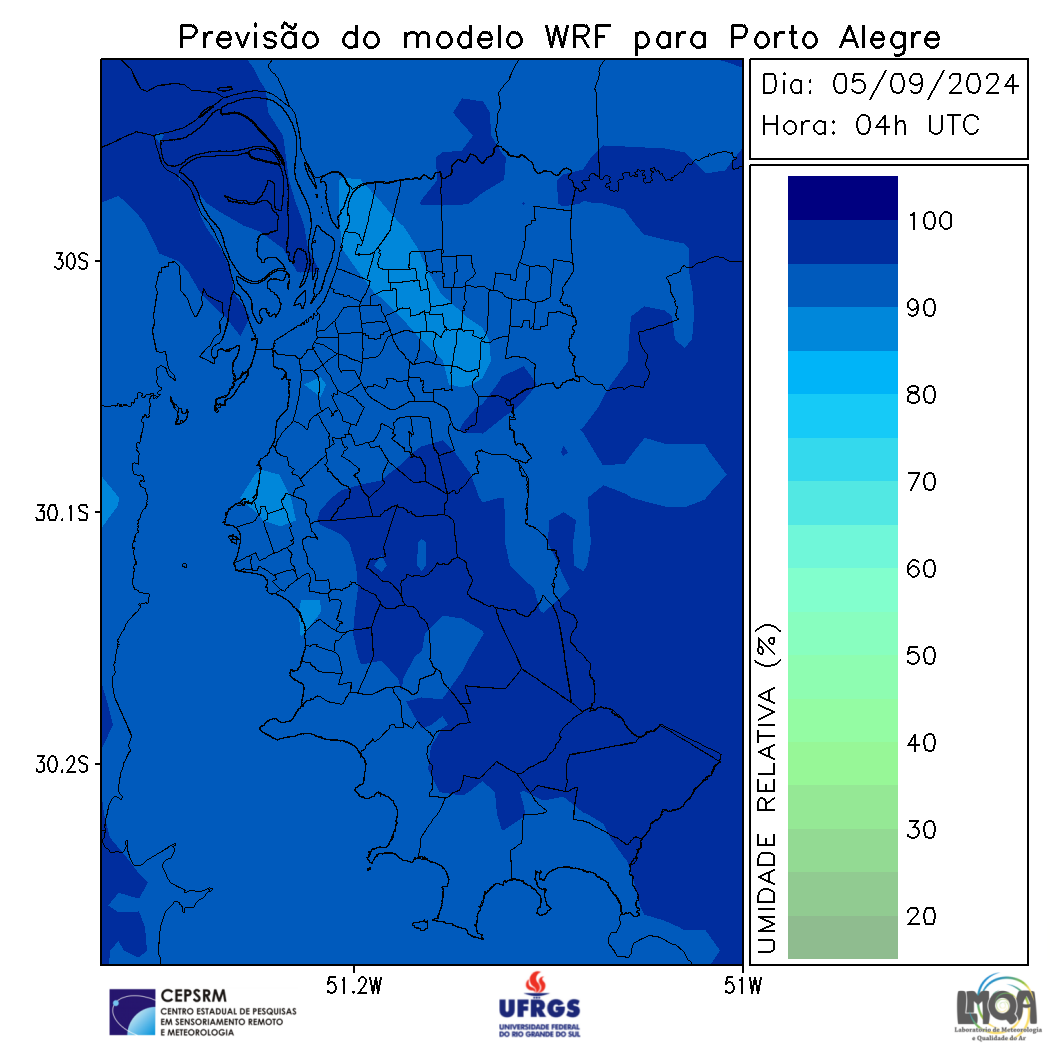 Previsão do modelo WRF para Porto Alegre
Dia: 05/09/2024
Hora: 04h UTC
30S
30.1S
30.2S
51.2W
51W
100
90
80
70
60
50
40
30
20
UMIDADE RELATIVA (%)
CEPSRM
CENTRO ESTADUAL DE PESQUISAS
EM SENSORIAMENTO REMOTO
E METEOROLOGIA
UFRGS
UNIVERSIDADE FEDERAL
DO RIO GRANDE DO SUL
LMQA
Laboratório de Meteorologia
e Qualidade do Ar